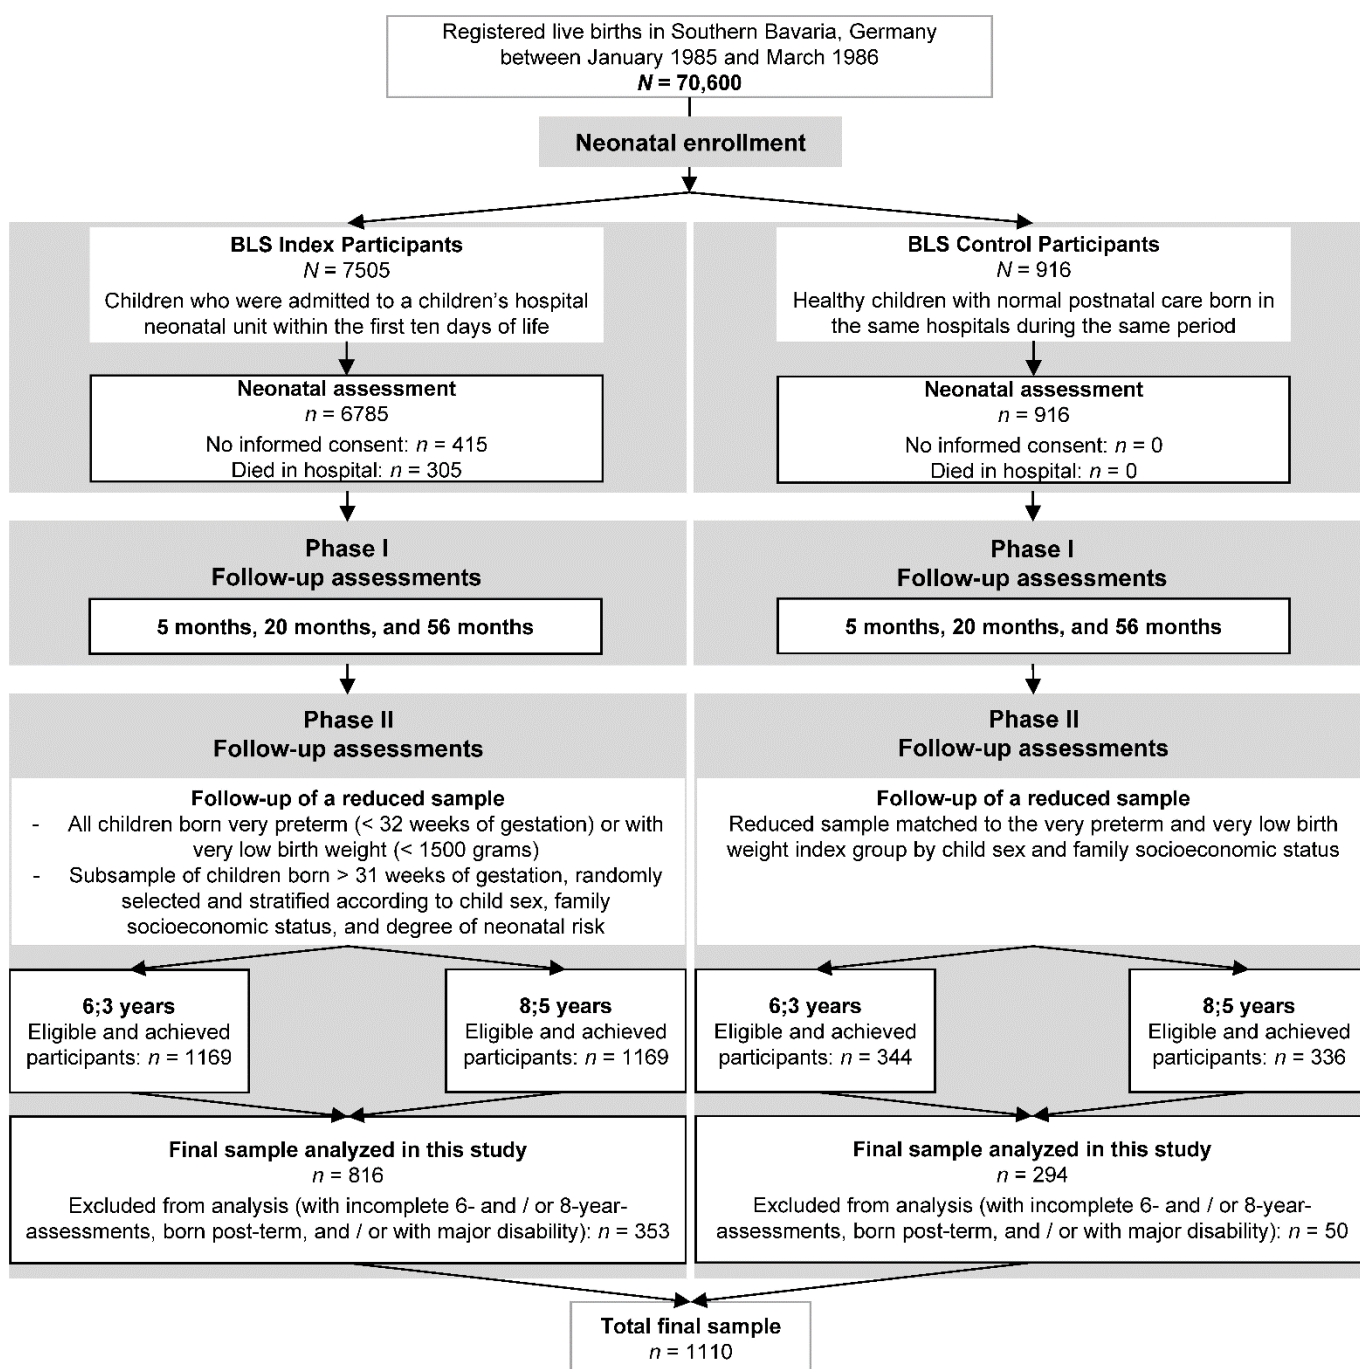 Registered live births in Southern Bavaria, Germany
between January 1985 and March 1986
N = 70,600
Neonatal enrollment
BLS Index Participants
N = 7505
Children who were admitted to a children's hospital
neonatal unit within the first ten days of life
Neonatal assessment
n = 6785
No informed consent: n = 415
Died in hospital: n = 305
Phase I
Follow-up assessments
5 months, 20 months, and 56 months
Phase II
Follow-up assessments
Follow-up of a reduced sample
- All children born very preterm (< 32 weeks of gestation) or with
very low birth weight (< 1500 grams)
- Subsample of children born > 31 weeks of gestation, randomly
selected and stratified according to child sex, family
socioeconomic status, and degree of neonatal risk
6;3 years
Eligible and achieved
participants: n = 1169
8;5 years
Eligible and achieved
participants: n = 1169
Final sample analyzed in this study
n = 816
Excluded from analysis (with incomplete 6- and / or 8-year-
assessments, born post-term, and / or with major disability): n = 353
BLS Control Participants
N = 916
Healthy children with normal postnatal care born in
the same hospitals during the same period
Neonatal assessment
n = 916
No informed consent: n = 0
Died in hospital: n = 0
Phase I
Follow-up assessments
5 months, 20 months, and 56 months
Phase II
Follow-up assessments
Follow-up of a reduced sample
Reduced sample matched to the very preterm and very low birth
weight index group by child sex and family socioeconomic status
6;3 years
Eligible and achieved
participants: n = 344
8;5 years
Eligible and achieved
participants: n = 336
Final sample analyzed in this study
n = 294
Excluded from analysis (with incomplete 6- and / or 8-year-
assessments, born post-term, and / or with major disability): n = 50
Total final sample
n = 1110